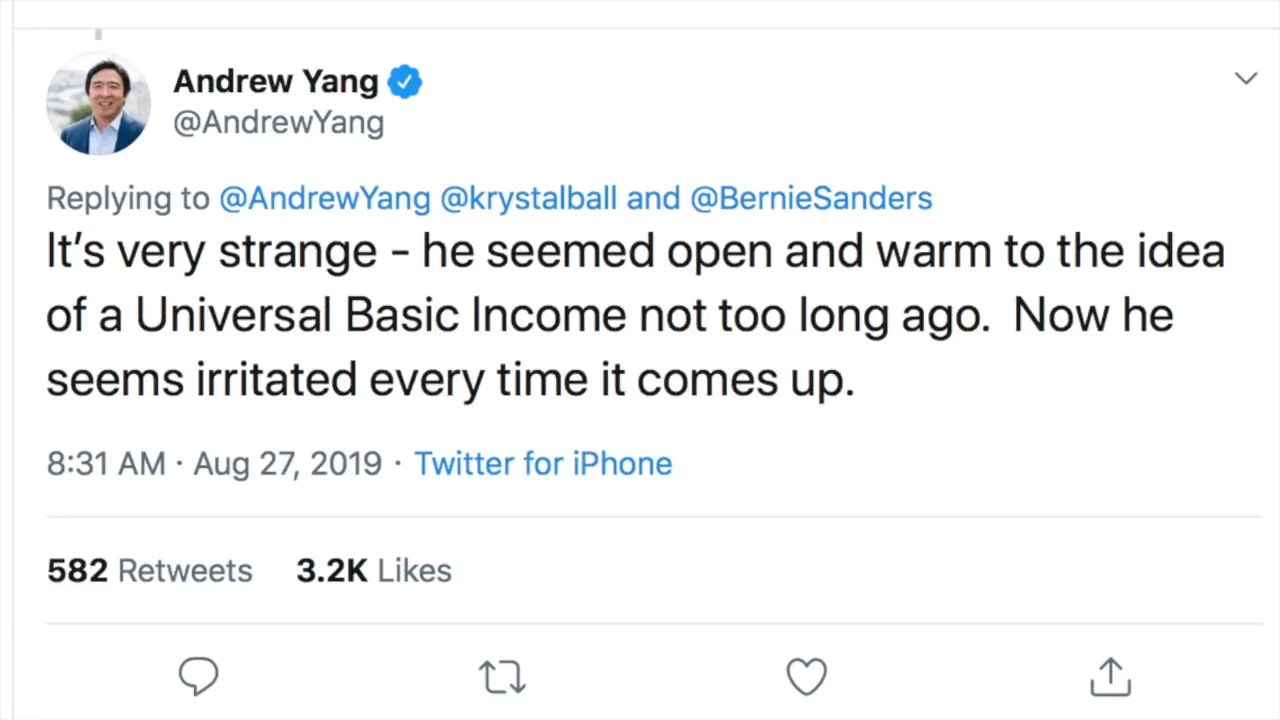 Andrew Yang
@AndrewYang
Replying to @AndrewYang @krystalball and @BernieSanders
It’s very strange - he seemed open and warm to the idea
of a Universal Basic Income not too long ago.  Now he
seems irritated every time it comes up.
8:31 AM · Aug 27, 2019 · Twitter for iPhone
582 Retweets 3.2K Likes